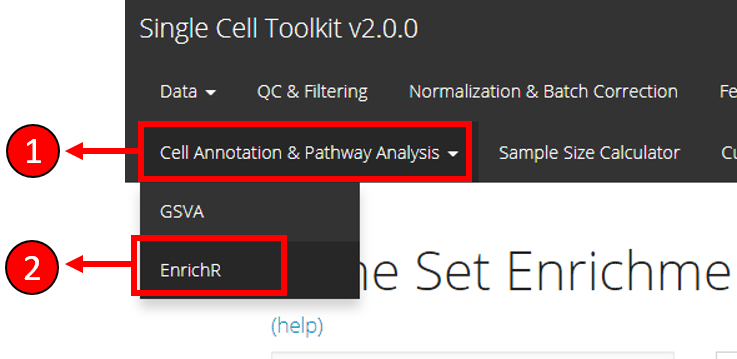 Single Cell Toolkit v2.0.0
Data QC & Filtering Normalization & Batch Correction Fe
1 Cell Annotation & Pathway Analysis Sample Size Calculator Cu
GSVA
2 EnrichR ne Set Enrichme
(help)